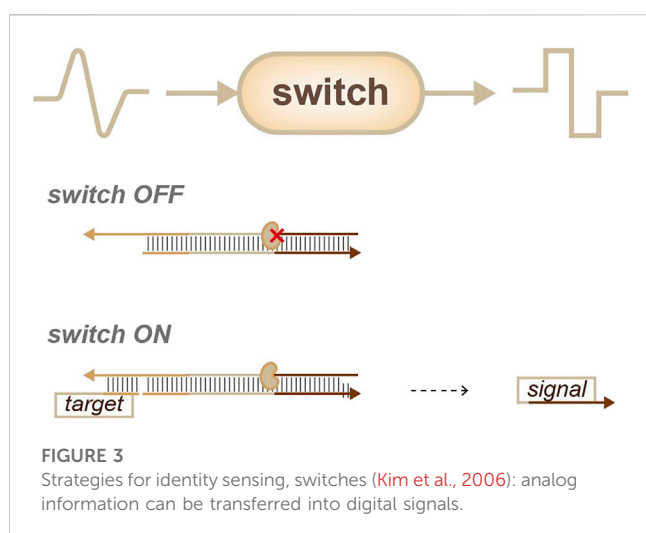 switch
switch OFF
switch ON
target
signal
FIGURE 3
Strategies for identity sensing, switches (Kim et al., 2006): analog
information can be transferred into digital signals.